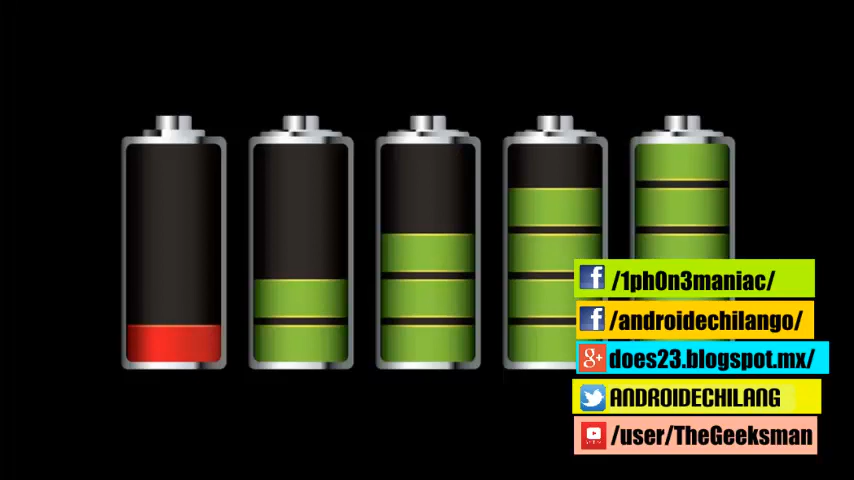 /1ph0n3maniac/
/androidechilango/
does23.blogspot.mx/
ANDROIDECHILANG
/user/TheGeeksman